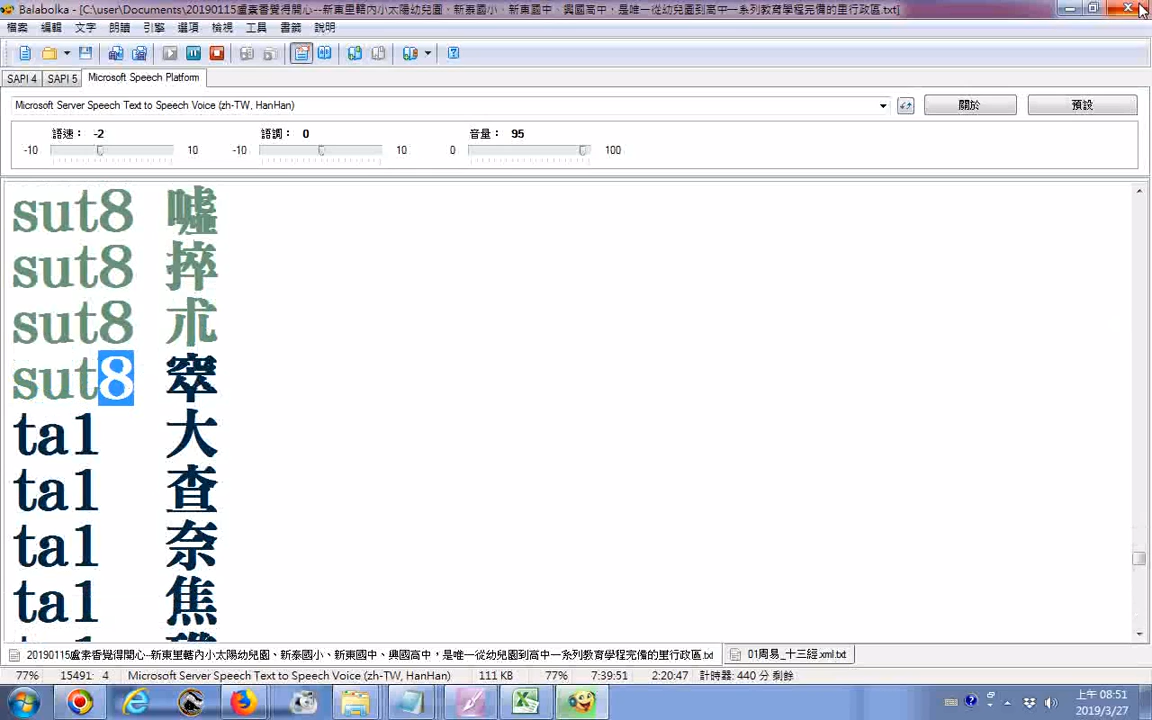 Balabolka - [C:\user\Documents\20190115盧素香覺得開心--新東里轄內小太陽幼兒園、新泰國小、新東國中、興國高中，是唯一從幼兒園到高中一系列教育學程完備的里行政區.txt]
檔案 編輯 文字 朗讀 引擎 選項 檢視 工具 書籤 說明
SAPI 4 SAPI 5 Microsoft Speech Platform
Microsoft Server Speech Text to Speech Voice (zh-TW, HanHan) 關於 預設
語速： -2 語調： 0 音量： 95
-10 10 -10 10 0 100
sut8 噓
sut8 捽
sut8 朮
sut8 窣
ta1 大
ta1 查
ta1 奈
ta1 焦
20190115盧素香覺得開心--新東里轄內小太陽幼兒園、新泰國小、新東國中、興國高中，是唯一從幼兒園到高中一系列教育學程完備的里行政區.txt 01周易_十三經.xml.txt
77% 15491: 4 Microsoft Server Speech Text to Speech Voice (zh-TW, HanHan) 111 KB 77% 7:39:51 2:20:47 計時器: 440 分 剩餘
上午 08:51
2019/3/27